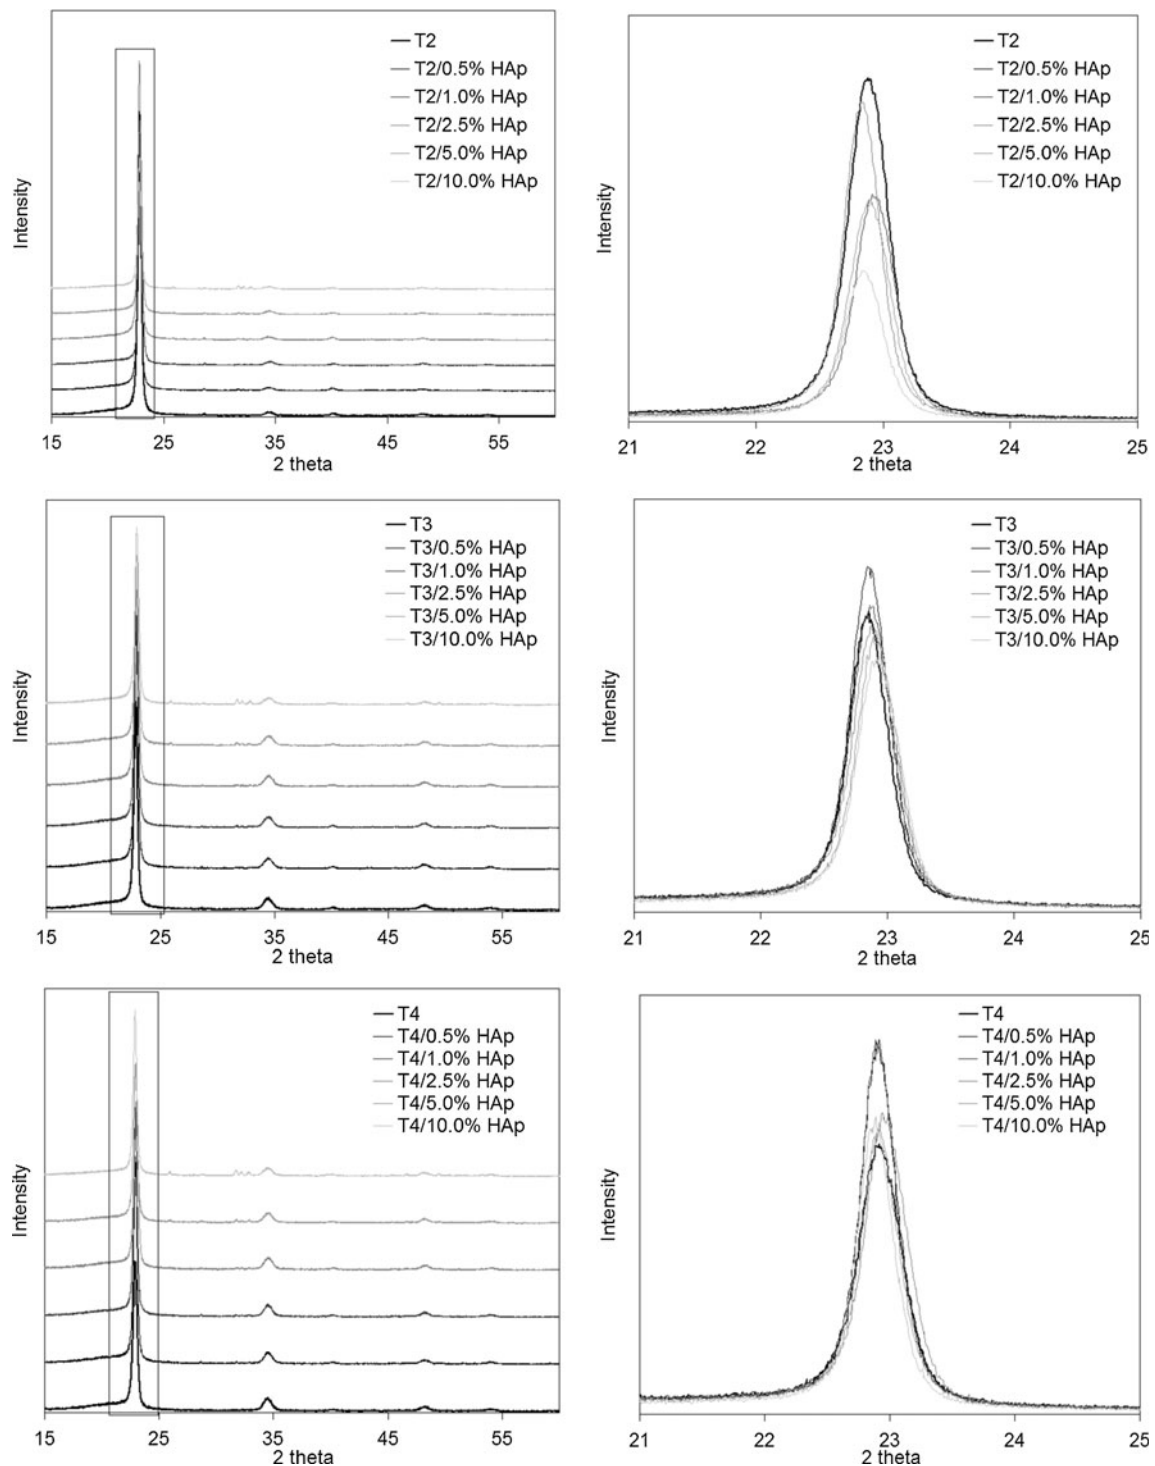 T2
T2/0.5% HAp
T2/1.0% HAp
T2/2.5% HAp
T2/5.0% HAp
T2/10.0% HAp
Intensity
15 25 35 45 55
2 theta
T2
T2/0.5% HAp
T2/1.0% HAp
T2/2.5% HAp
T2/5.0% HAp
T2/10.0% HAp
Intensity
21 22 23 24 25
2 theta
T3
T3/0.5% HAp
T3/1.0% HAp
T3/2.5% HAp
T3/5.0% HAp
T3/10.0% HAp
Intensity
15 25 35 45 55
2 theta
T3
T3/0.5% HAp
T3/1.0% HAp
T3/2.5% HAp
T3/5.0% HAp
T3/10.0% HAp
Intensity
21 22 23 24 25
2 theta
T4
T4/0.5% HAp
T4/1.0% HAp
T4/2.5% HAp
T4/5.0% HAp
T4/10.0% HAp
Intensity
15 25 35 45 55
2 theta
T4
T4/0.5% HAp
T4/1.0% HAp
T4/2.5% HAp
T4/5.0% HAp
T4/10.0% HAp
Intensity
21 22 23 24 25
2 theta